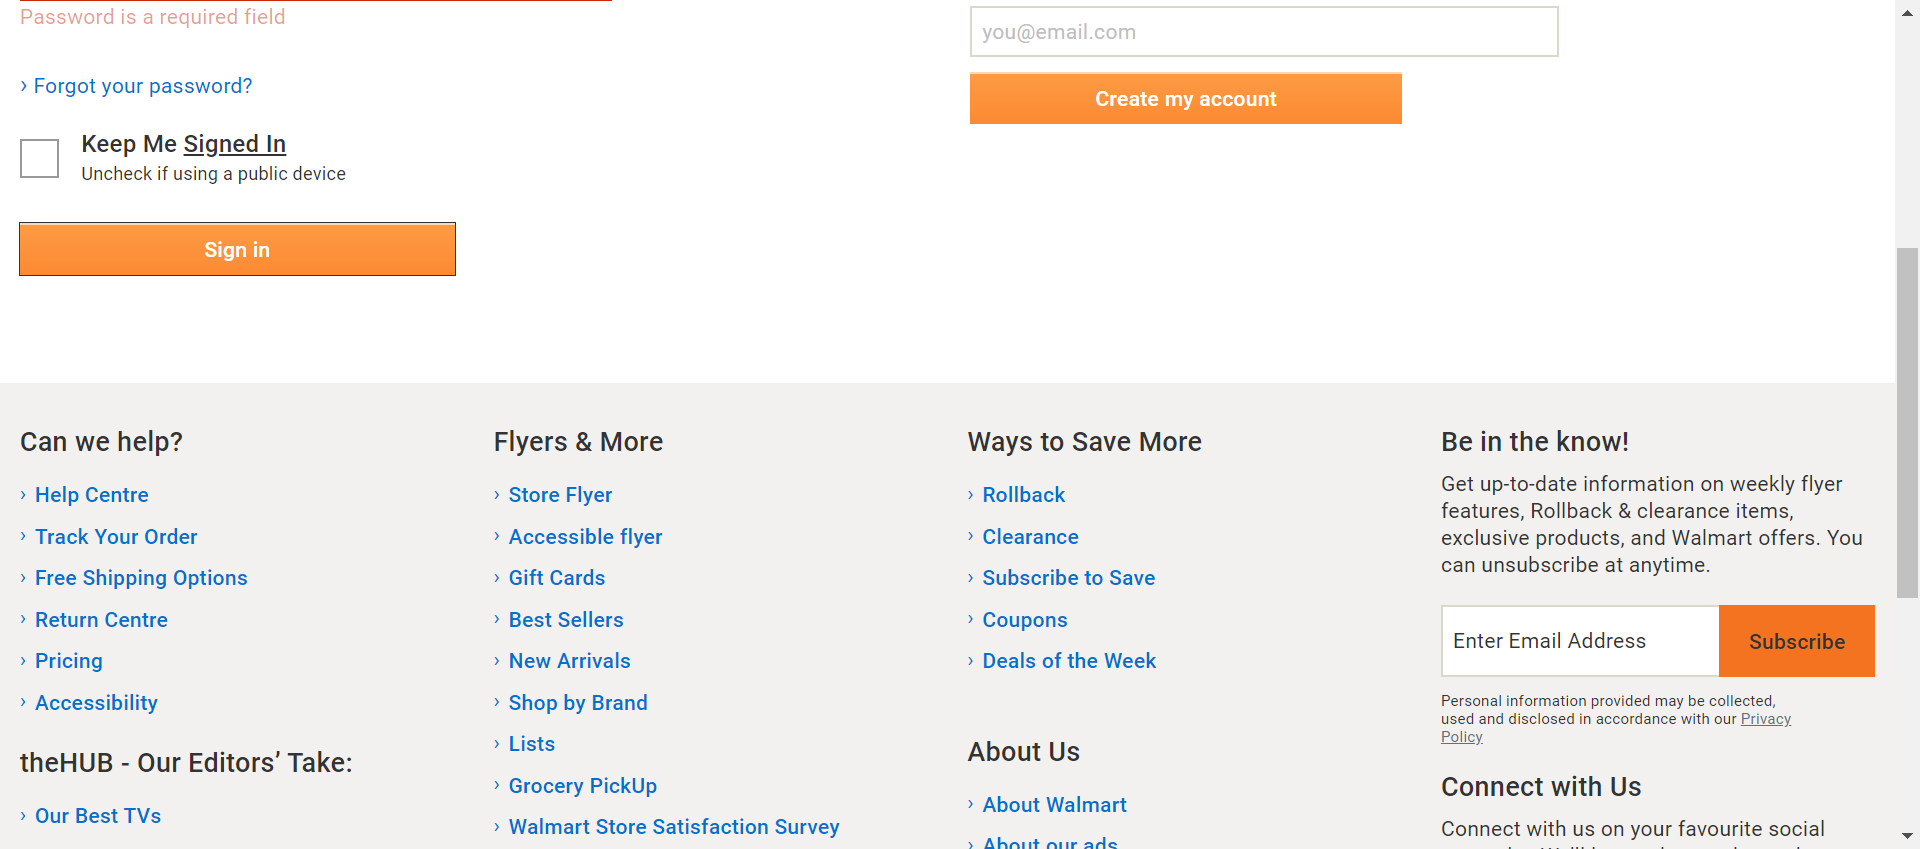 Password is a required field
› Forgot your password?
Keep Me Signed In
Uncheck if using a public device
Sign in
you@email.com
Create my account
Can we help?
› Help Centre
› Track Your Order
› Free Shipping Options
› Return Centre
› Pricing
› Accessibility
theHUB - Our Editors’ Take:
› Our Best TVs
Flyers & More
› Store Flyer
› Accessible flyer
› Gift Cards
› Best Sellers
› New Arrivals
› Shop by Brand
› Lists
› Grocery PickUp
› Walmart Store Satisfaction Survey
Ways to Save More
› Rollback
› Clearance
› Subscribe to Save
› Coupons
› Deals of the Week
About Us
› About Walmart
› About our ads
Be in the know!
Get up-to-date information on weekly flyer
features, Rollback & clearance items,
exclusive products, and Walmart offers. You
can unsubscribe at anytime.
Enter Email Address
Subscribe
Personal information provided may be collected,
used and disclosed in accordance with our Privacy
Policy
Connect with Us
Connect with us on your favourite social